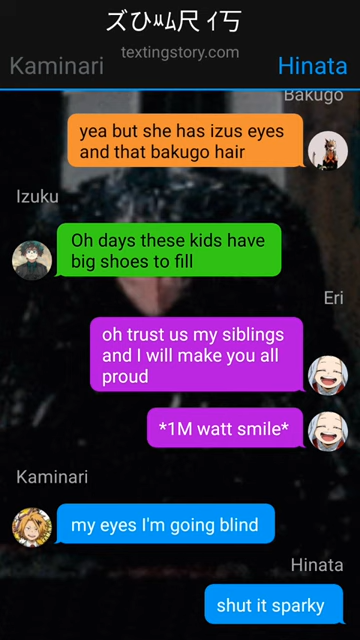 ズひﾯﾑ尺 ｲ丂
textingstory.com
Kaminari
Hinata
Bakugo
yea but she has izus eyes
and that bakugo hair
Izuku
Oh days these kids have
big shoes to fill
Eri
oh trust us my siblings
and I will make you all
proud
*1M watt smile*
Kaminari
my eyes I'm going blind
Hinata
shut it sparky